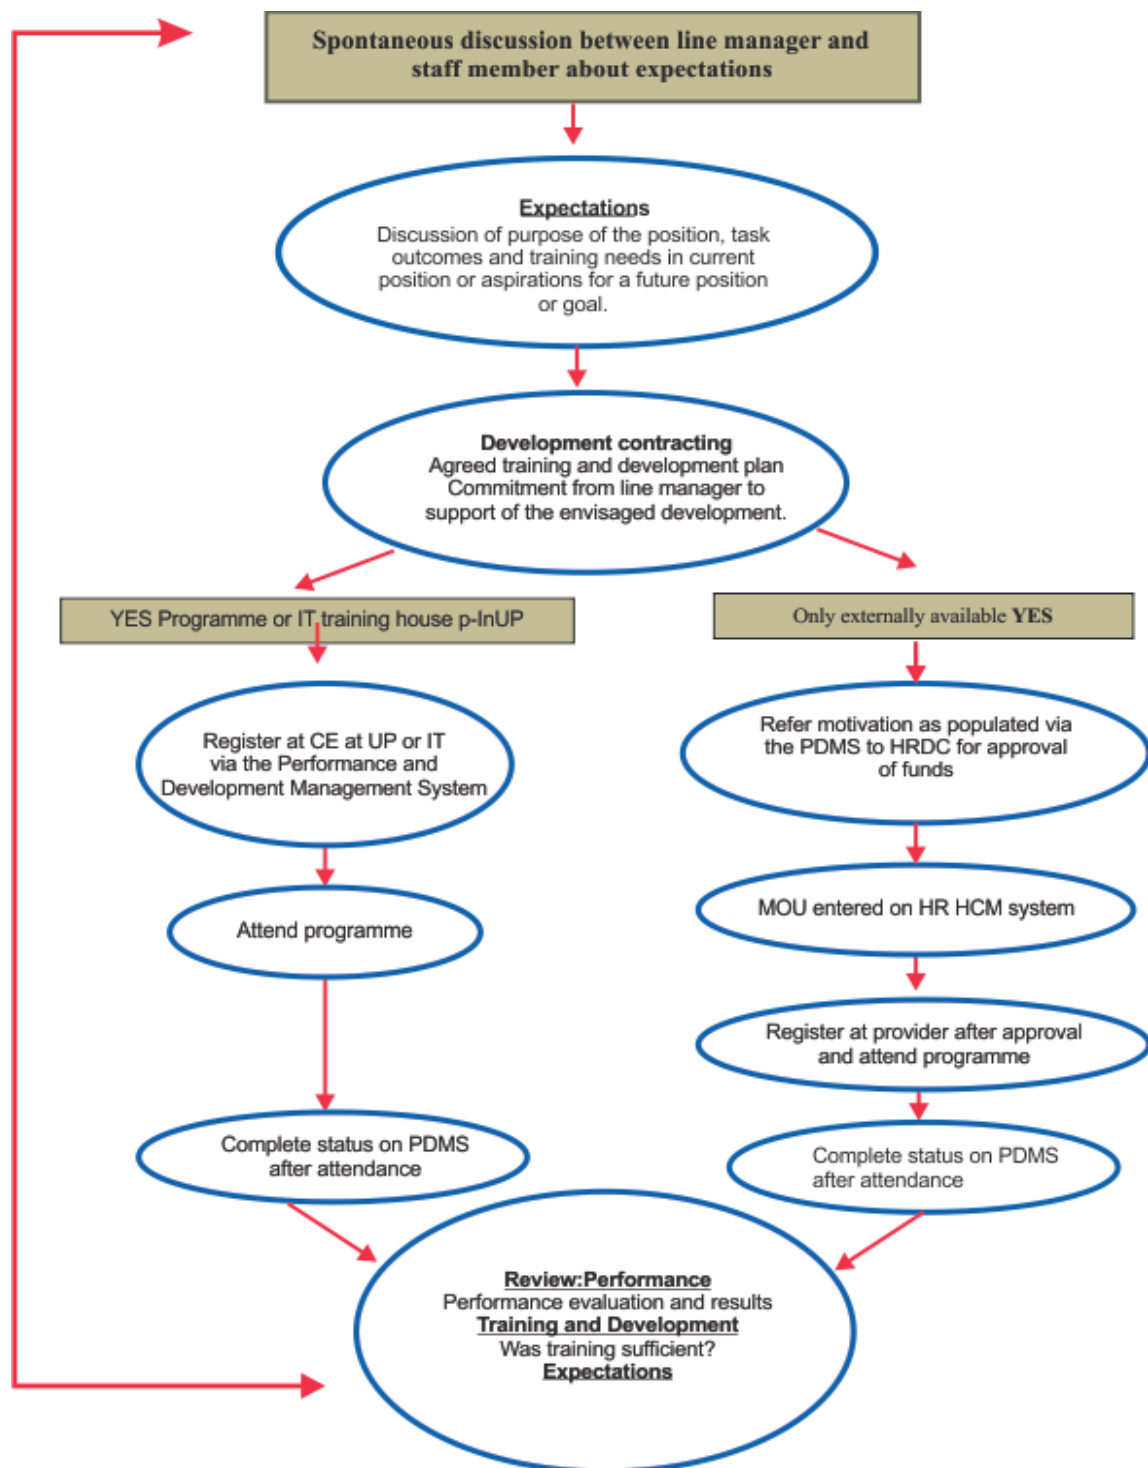 Spontaneous discussion between line manager and
staff member about expectations
Expectations
Discussion of purpose of the position, task
outcomes and training needs in current
position or aspirations for a future position
or goal.
Development contracting
Agreed training and development plan
Commitment from line manager to
support of the envisaged development.
YES Programme or IT training house p-InUP
Register at CE at UP or IT
via the Performance and
Development Management System
Attend programme
Complete status on PDMS
after attendance
Only externally available YES
Refer motivation as populated via
the PDMS to HRDC for approval
of funds
MOU entered on HR HCM system
Register at provider after approval
and attend programme
Complete status on PDMS
after attendance
Review:Performance
Performance evaluation and results
Training and Development
Was training sufficient?
Expectations